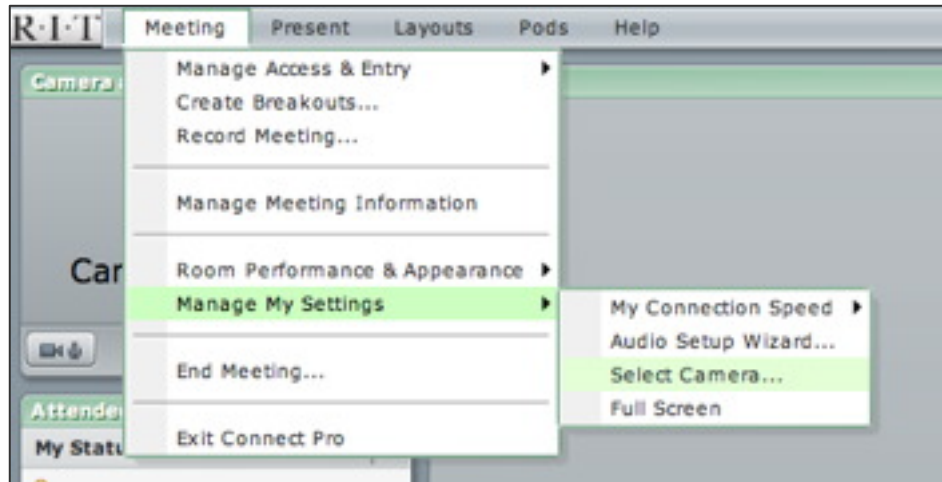 R·I·T Meeting Present Layouts Pods Help
Camera
Manage Access & Entry
Create Breakouts...
Record Meeting...
Manage Meeting Information
Room Performance & Appearance
Manage My Settings
My Connection Speed
Audio Setup Wizard...
Select Camera...
Full Screen
End Meeting...
Exit Connect Pro
Car
Attende
My Statu